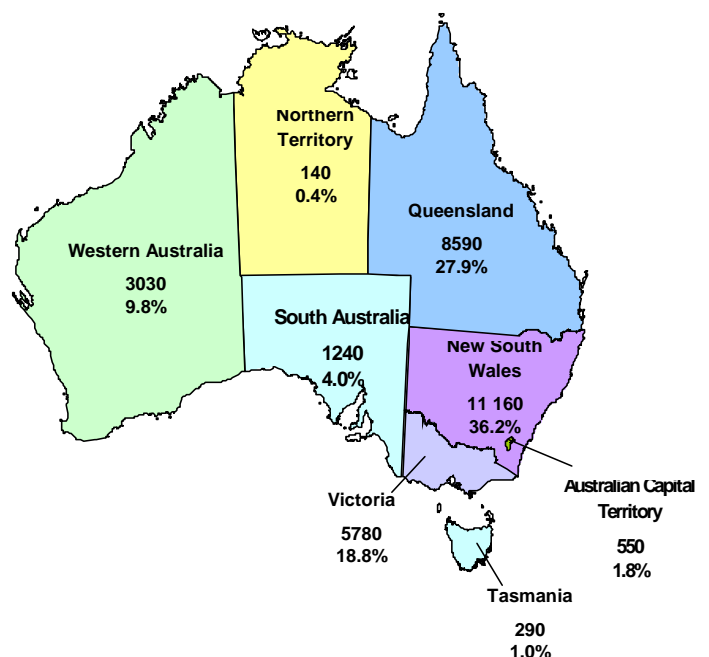 Northern
Territory
140
0.4%
Queensland
8590
27.9%
Western Australia
3030
9.8%
South Australia
1240
4.0%
New South
Wales
11 160
36.2%
Australian Capital
Territory
550
1.8%
Victoria
5780
18.8%
Tasmania
290
1.0%